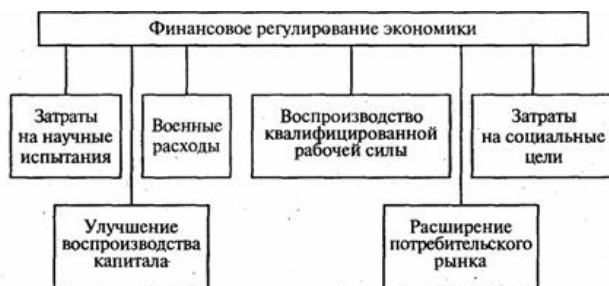 Финансовое регулирование экономики
Затраты
на научные
испытания
Военные
расходы
Воспроизводство
квалифицированной
рабочей силы
Затраты
на социальные
цели
Улучшение
воспроизводства
капитала
Расширение
потребительского
рынка